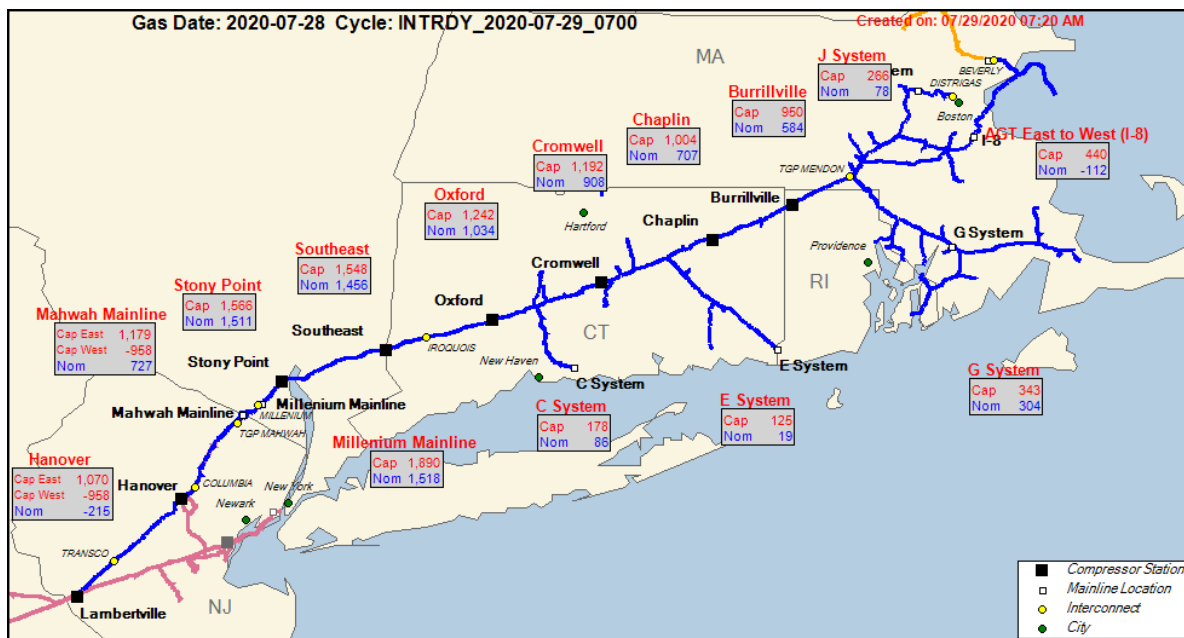 Gas Date: 2020-07-28 Cycle: INTRDY_2020-07-29_0700
Created on: 07/29/2020 07:20 AM
MA
J System
Cap 266
Nom 78
BEVERLY
DISTRIGAS
Boston
Burrillville
Cap 950
Nom 584
Chaplin
Cap 1,004
Nom 707
AGT East to West (I-8)
I-8
Cap 440
Nom -112
Cromwell
Cap 1,192
Nom 908
TGP MENDON
Oxford
Cap 1,242
Nom 1,034
Hartford
Burrillville
Chaplin
G System
Providence
Southeast
Cap 1,548
Nom 1,456
Cromwell
RI
Stony Point
Cap 1,566
Nom 1,511
Oxford
CT
Mahwah Mainline
Cap East 1,179
Cap West -958
Nom 727
Southeast
IROQUOIS
New Haven
E System
Stony Point
C System
G System
Cap 343
Nom 304
Millenium Mainline
MILLENIUM
Mahwah Mainline
TGP MAHWAH
C System
Cap 178
Nom 86
E System
Cap 125
Nom 19
Millenium Mainline
Cap 1,890
Nom 1,518
Hanover
Cap East 1,070
Cap West -958
Nom -215
Hanover
COLUMBIA
New York
Newark
TRANSCO
Lambertville
NJ
Compressor Station
Mainline Location
Interconnect
City